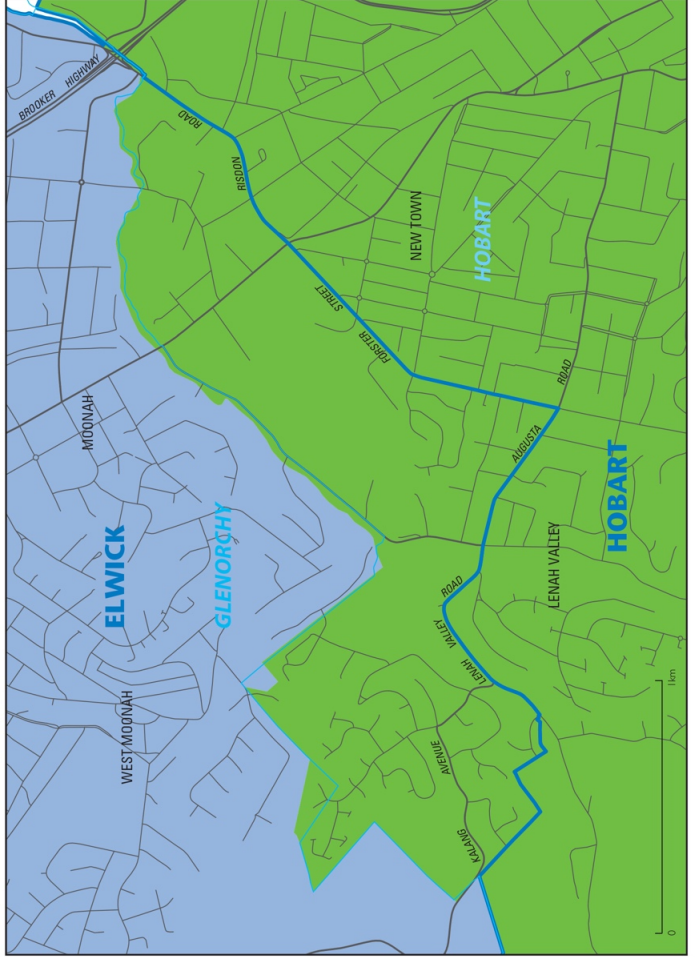 BROOKER HIGHWAY
RISDON ROAD
MOONAH
ELWICK
GLENORCHY
WEST MOONAH
NEW TOWN
HOBART
FORSTER STREET
AUGUSTA ROAD
LENAH VALLEY
HOBART
LENAH VALLEY ROAD
KALANG AVENUE
0 1km